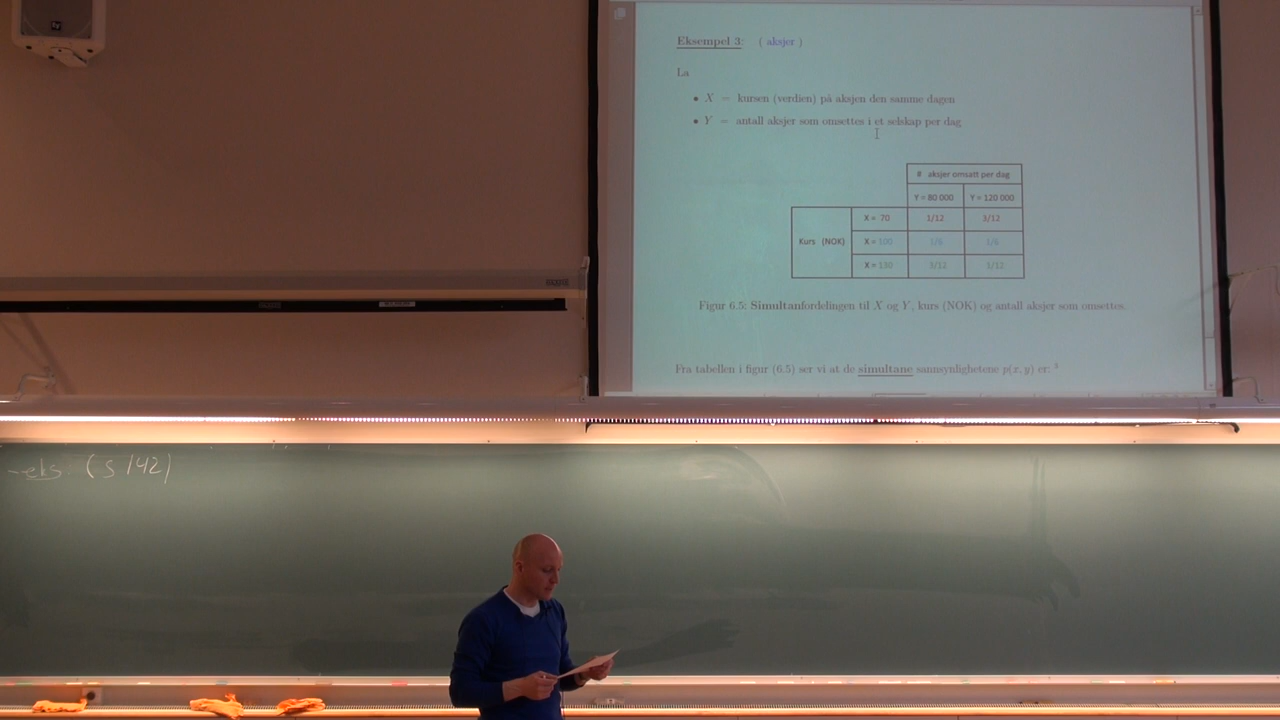 Eksempel 3: ( aksjer )
La
• X = kursen (verdien) på aksjen den samme dagen
• Y = antall aksjer som omsettes i et selskap per dag
# aksjer omsatt per dag
Y = 80 000 Y = 120 000
Kurs (NOK)
X = 70 1/12 3/12
X = 100 1/6 1/6
X = 130 3/12 1/12
Figur 6.5: Simultanfordelingen til X og Y, kurs (NOK) og antall aksjer som omsettes.
Fra tabellen i figur (6.5) ser vi at de simultane sannsynlighetene p(x, y) er:
eks. (s 142)